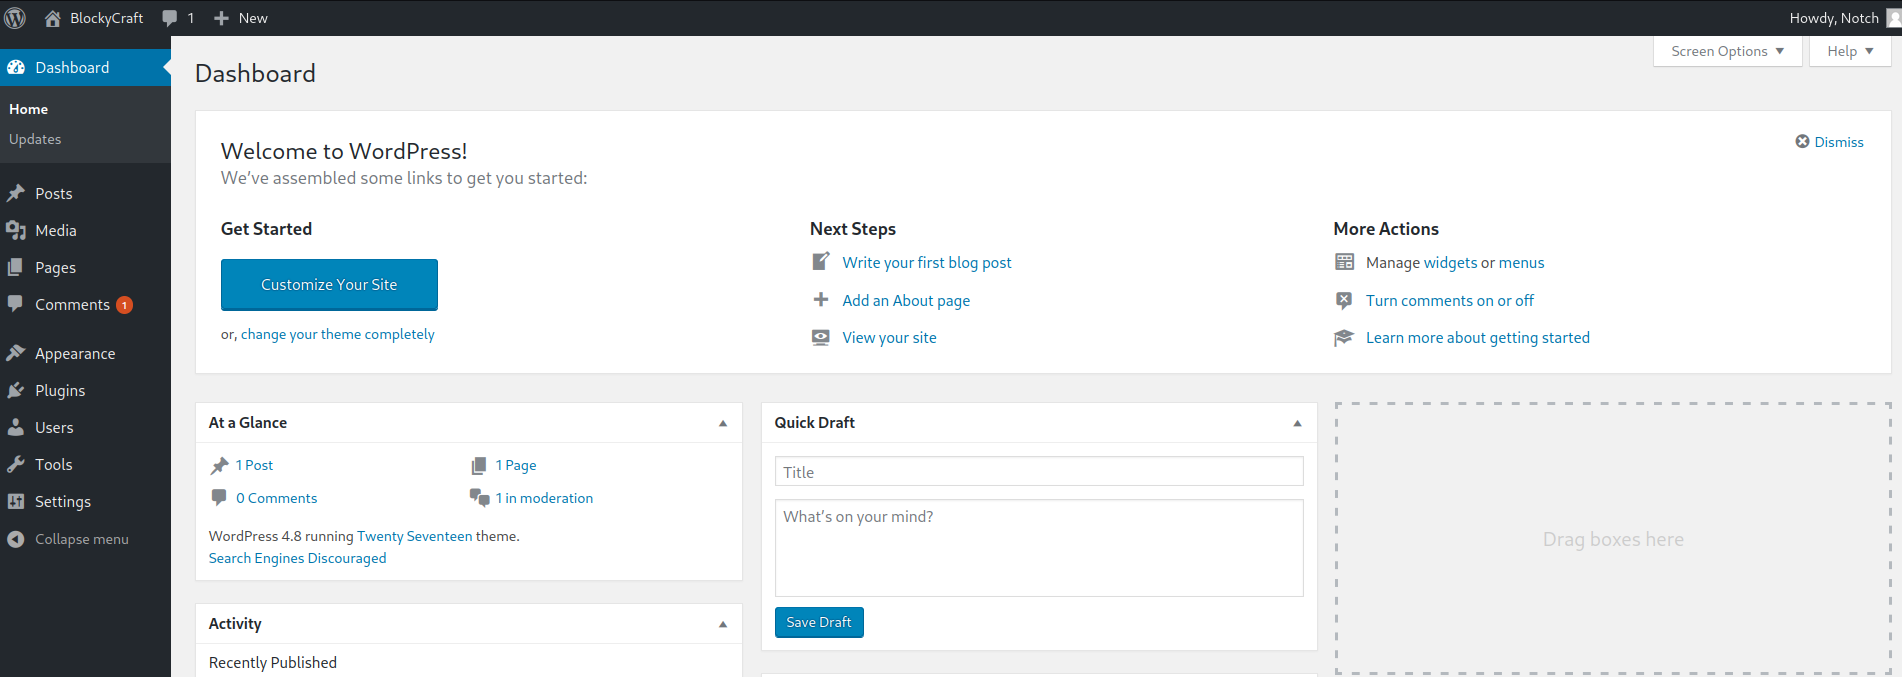 BlockyCraft 1 New Howdy, Notch
Dashboard
Home
Updates
Posts
Media
Pages
Comments 1
Appearance
Plugins
Users
Tools
Settings
Collapse menu
Screen Options Help
Dashboard
Welcome to WordPress!
We’ve assembled some links to get you started:
Dismiss
Get Started
Customize Your Site
or, change your theme completely
Next Steps
Write your first blog post
Add an About page
View your site
More Actions
Manage widgets or menus
Turn comments on or off
Learn more about getting started
At a Glance
1 Post 1 Page
0 Comments 1 in moderation
WordPress 4.8 running Twenty Seventeen theme.
Search Engines Discouraged
Activity
Recently Published
Quick Draft
Title
What’s on your mind?
Save Draft
Drag boxes here